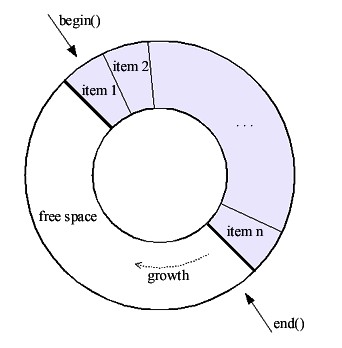 begin()
item 1
item 2
. . .
free space
item n
growth
end()